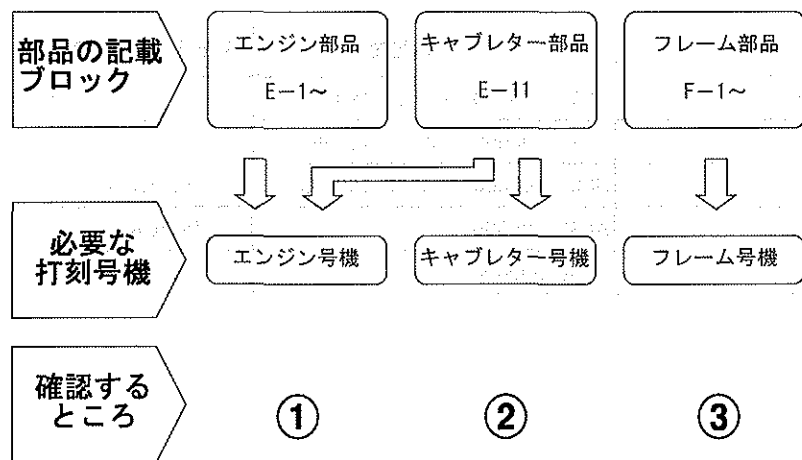 部品の記載
ブロック
エンジン部品
E-1～
キャブレター部品
E-11
フレーム部品
F-1～
必要な
打刻号機
エンジン号機
キャブレター号機
フレーム号機
確認する
ところ
①
②
③